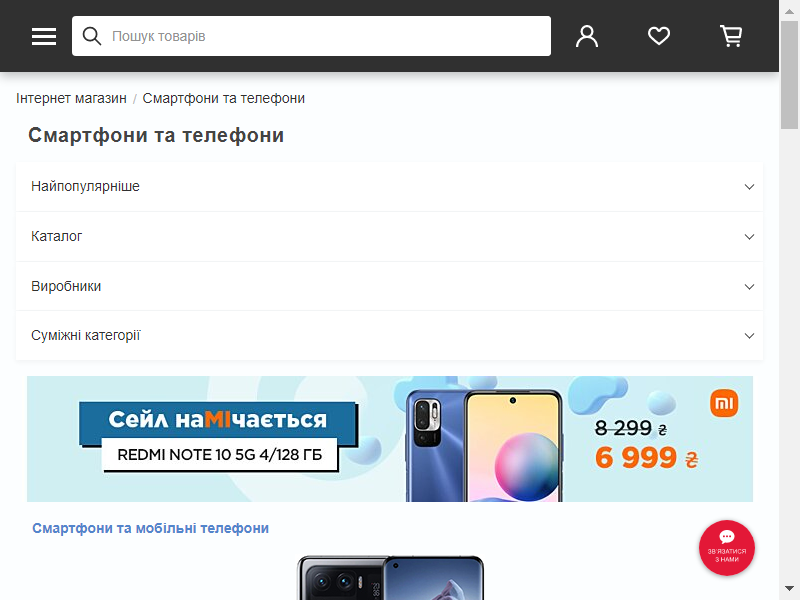 Пошук товарів
Інтернет магазин / Смартфони та телефони
Смартфони та телефони
Найпопулярніше
Каталог
Виробники
Суміжні категорії
Сейл наМІчається
REDMI NOTE 10 5G 4/128 ГБ
8 299 ₴
6 999 ₴
mi
Смартфони та мобільні телефони
ЗВ'ЯЗАТИСЯ
З НАМИ